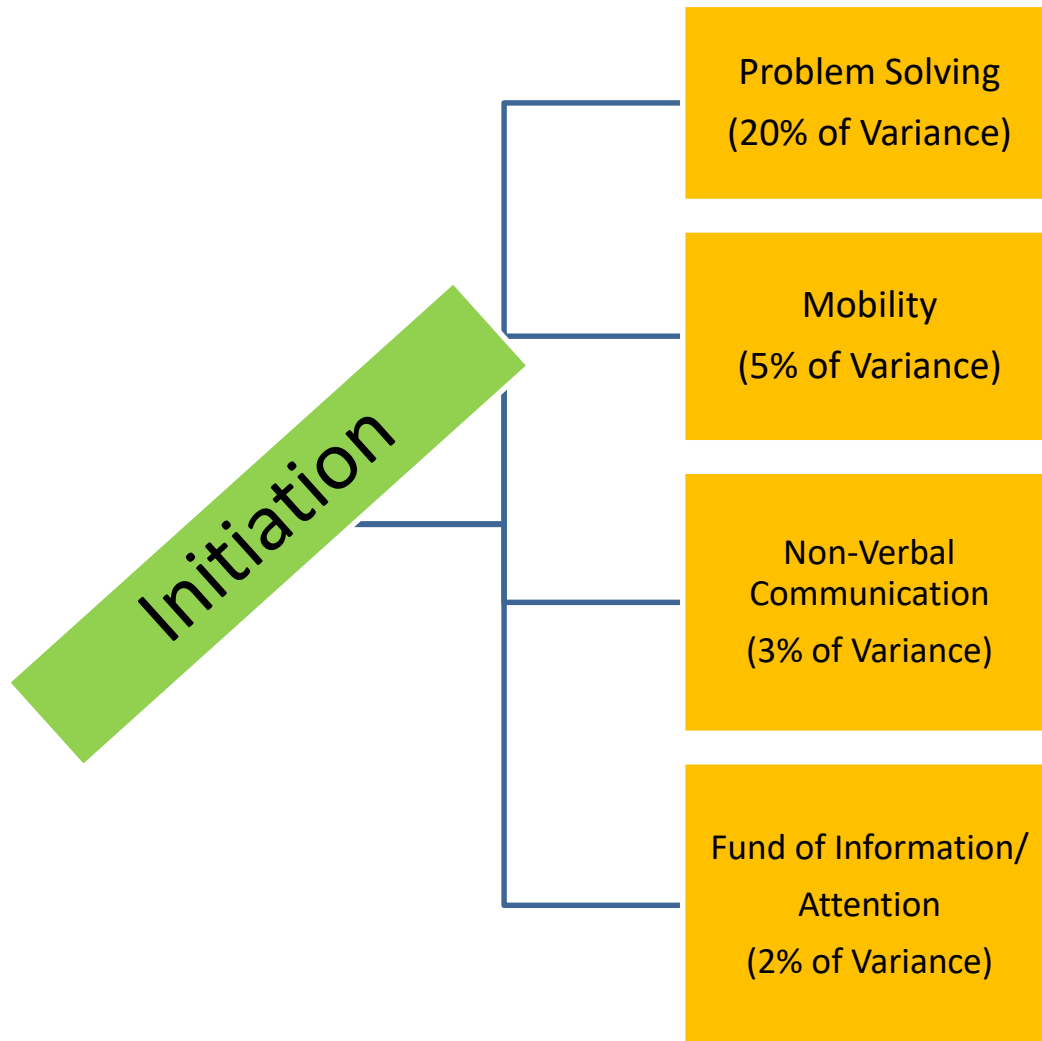 Initiation
Problem Solving
(20% of Variance)
Mobility
(5% of Variance)
Non-Verbal
Communication
(3% of Variance)
Fund of Information/
Attention
(2% of Variance)